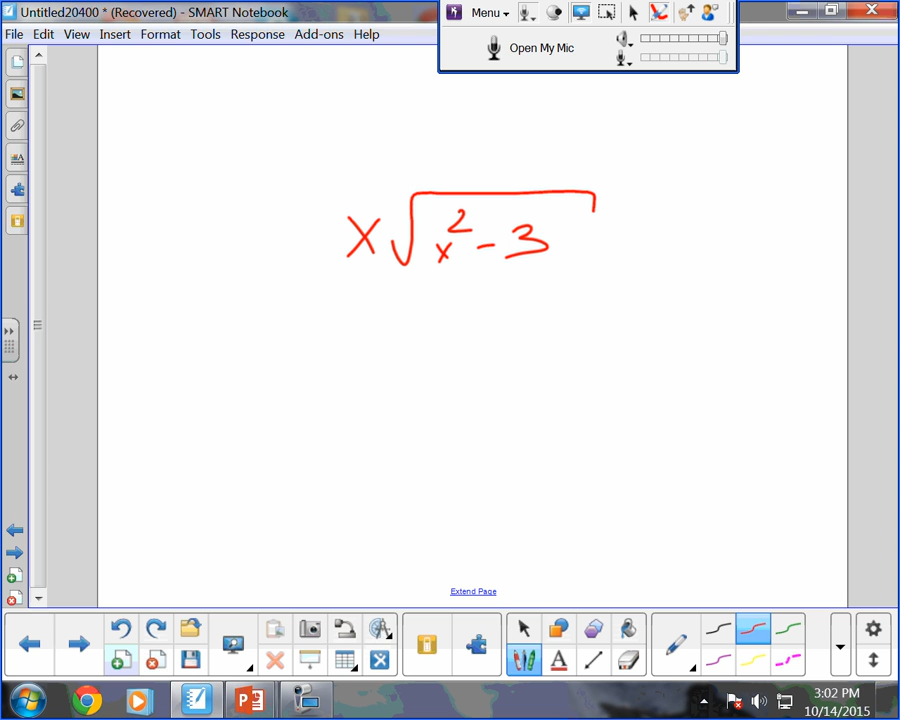 Untitled20400 * (Recovered) - SMART Notebook
Menu
Open My Mic
File Edit View Insert Format Tools Response Add-ons Help
x√(x² - 3)
Extend Page
3:02 PM
10/14/2015